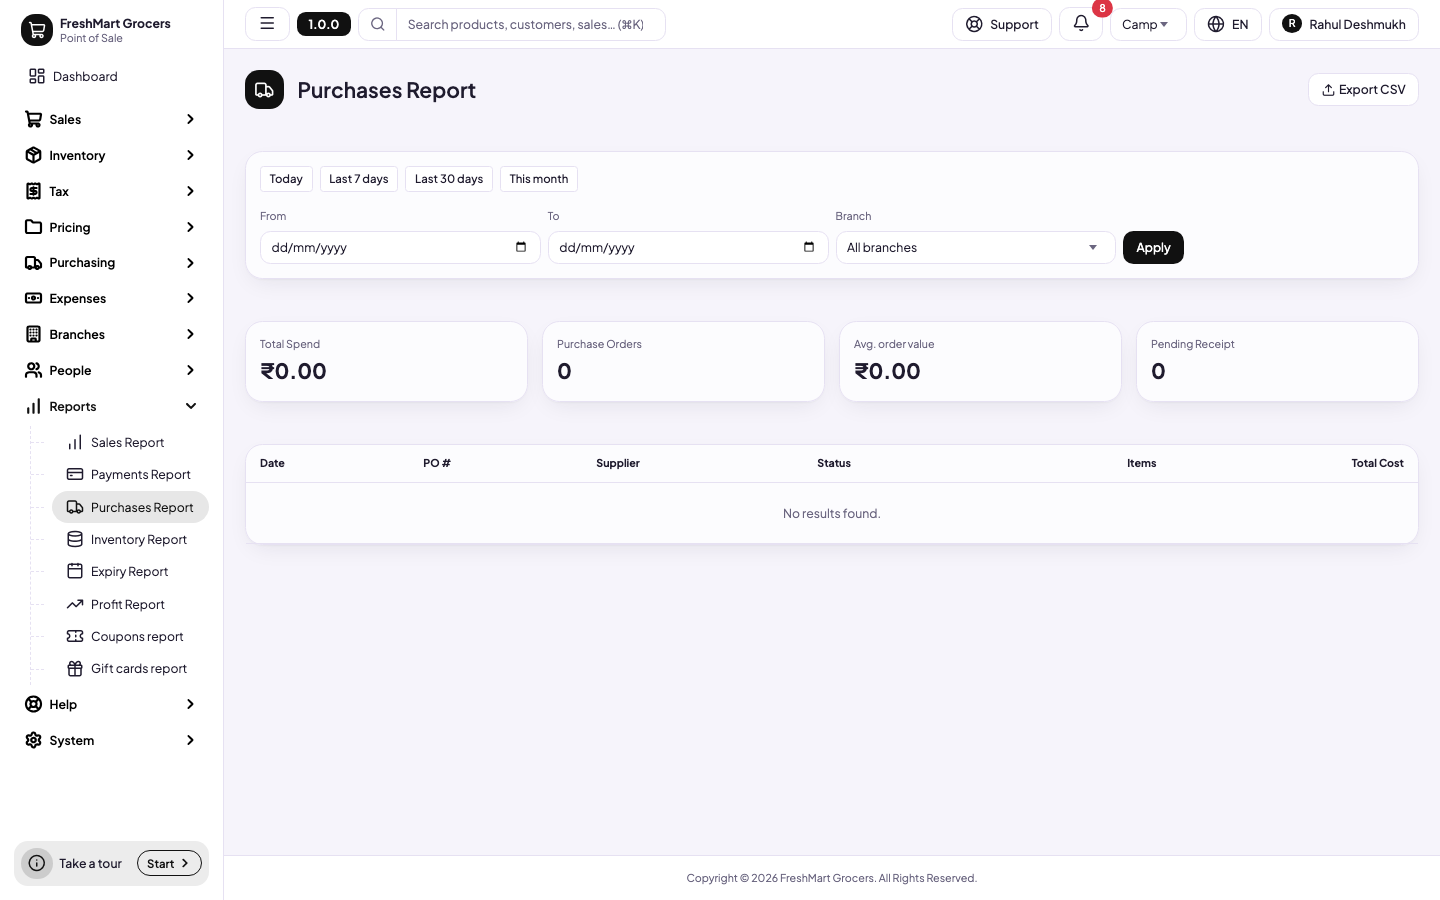 FreshMart Grocers
Point of Sale
Dashboard
Sales
Inventory
Tax
Pricing
Purchasing
Expenses
Branches
People
Reports
Sales Report
Payments Report
Purchases Report
Inventory Report
Expiry Report
Profit Report
Coupons report
Gift cards report
Help
System
Take a tour
Start
1.0.0
Search products, customers, sales... (⌘K)
Support
8
Camp
EN
R
Rahul Deshmukh
Purchases Report
Export CSV
Today
Last 7 days
Last 30 days
This month
From
To
Branch
dd/mm/yyyy
dd/mm/yyyy
All branches
Apply
Total Spend
₹0.00
Purchase Orders
0
Avg. order value
₹0.00
Pending Receipt
0
Date PO # Supplier Status Items Total Cost
No results found.
Copyright © 2026 FreshMart Grocers. All Rights Reserved.